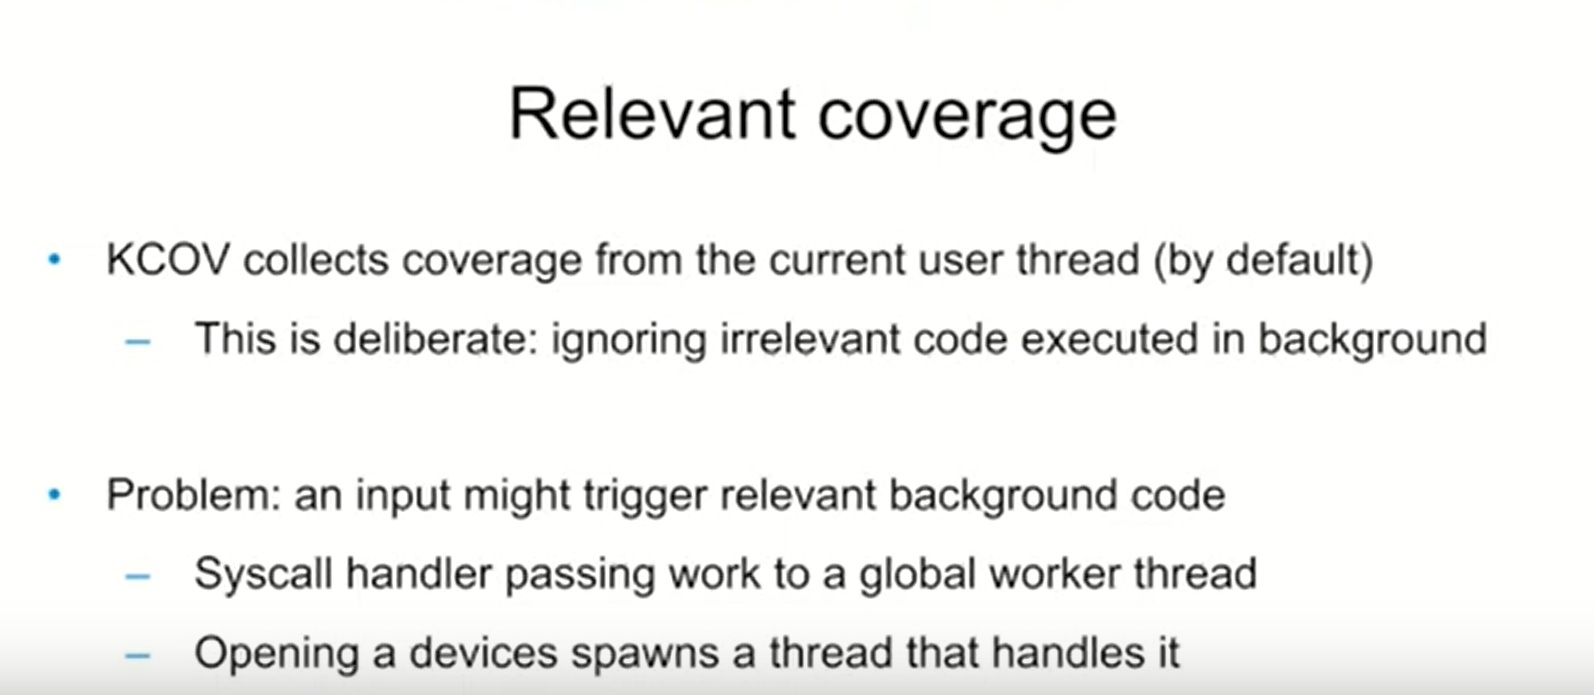 Relevant coverage
• KCOV collects coverage from the current user thread (by default)
– This is deliberate: ignoring irrelevant code executed in background
• Problem: an input might trigger relevant background code
– Syscall handler passing work to a global worker thread
– Opening a devices spawns a thread that handles it